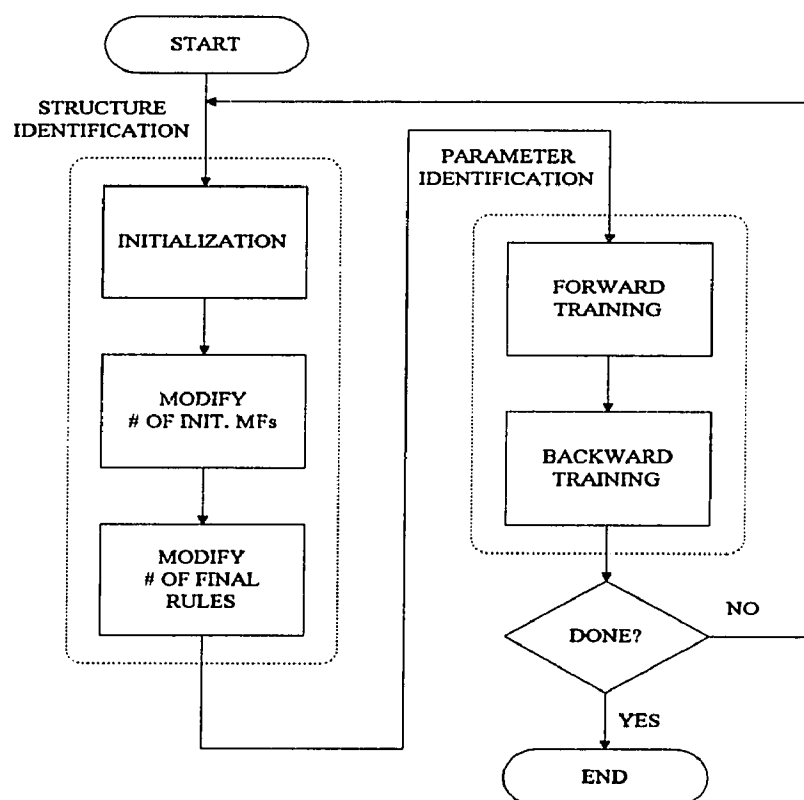 START
STRUCTURE
IDENTIFICATION
INITIALIZATION
MODIFY
# OF INIT. MFs
MODIFY
# OF FINAL
RULES
PARAMETER
IDENTIFICATION
FORWARD
TRAINING
BACKWARD
TRAINING
DONE?
NO
YES
END